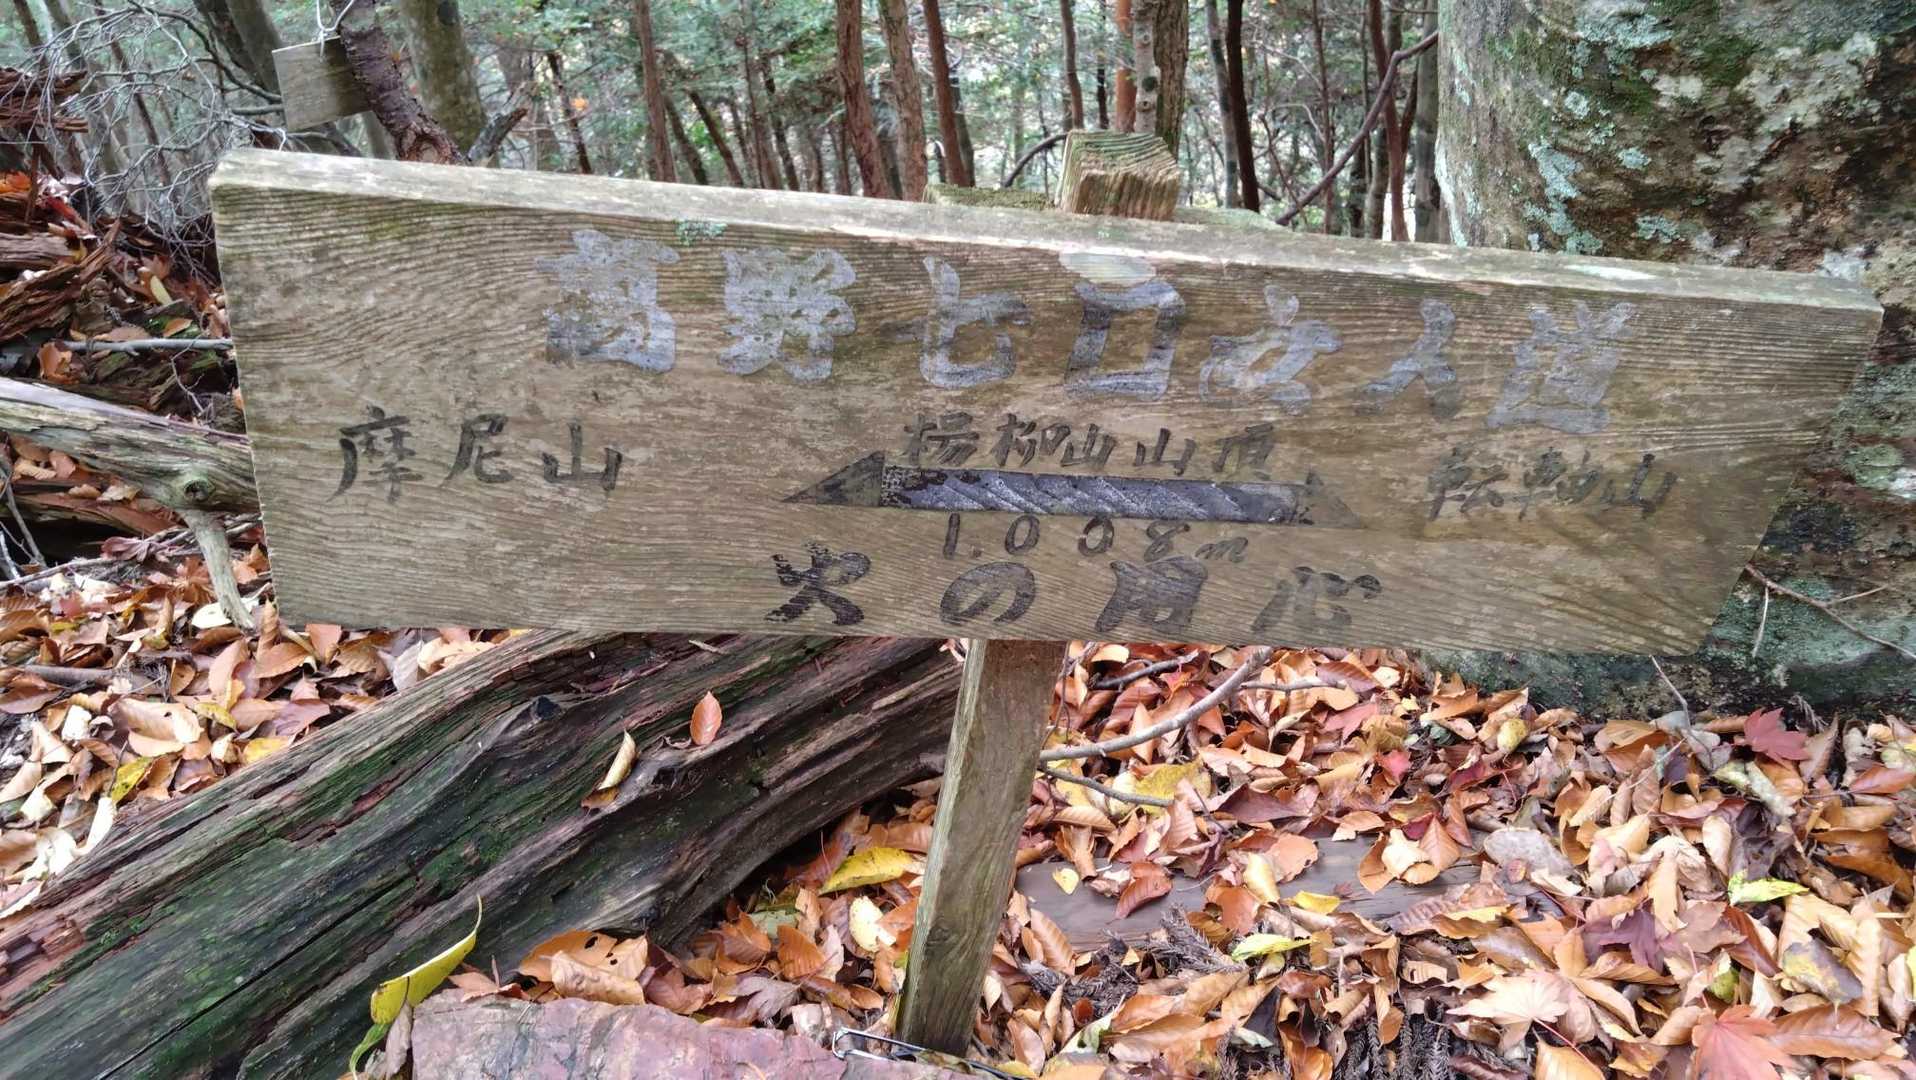 高野七口女人道
摩尼山 楊柳山山頂 転軸山
1.008m
火の用心